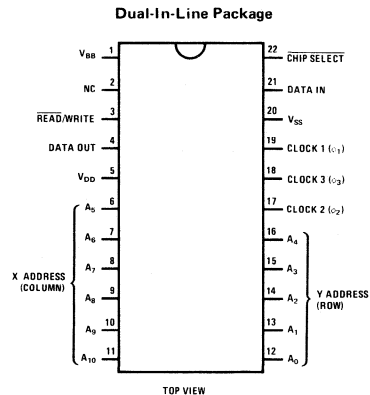 Dual-In-Line Package
V_BB 1
22 CHIP SELECT
NC 2
21 DATA IN
READ/WRITE 3
20 V_SS
DATA OUT 4
19 CLOCK 1 (φ1)
V_DD 5
18 CLOCK 3 (φ3)
A5 6
17 CLOCK 2 (φ2)
A6 7
16 A4
A7 8
15 A3
X ADDRESS
(COLUMN)
A8 9
14 A2
Y ADDRESS
(ROW)
A9 10
13 A1
A10 11
12 A0
TOP VIEW